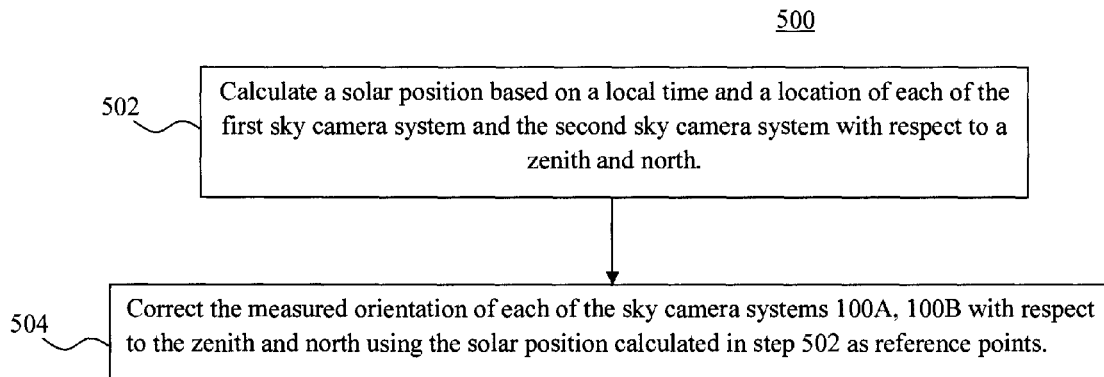 500
502
Calculate a solar position based on a local time and a location of each of the
first sky camera system and the second sky camera system with respect to a
zenith and north.
504
Correct the measured orientation of each of the sky camera systems 100A, 100B with respect
to the zenith and north using the solar position calculated in step 502 as reference points.